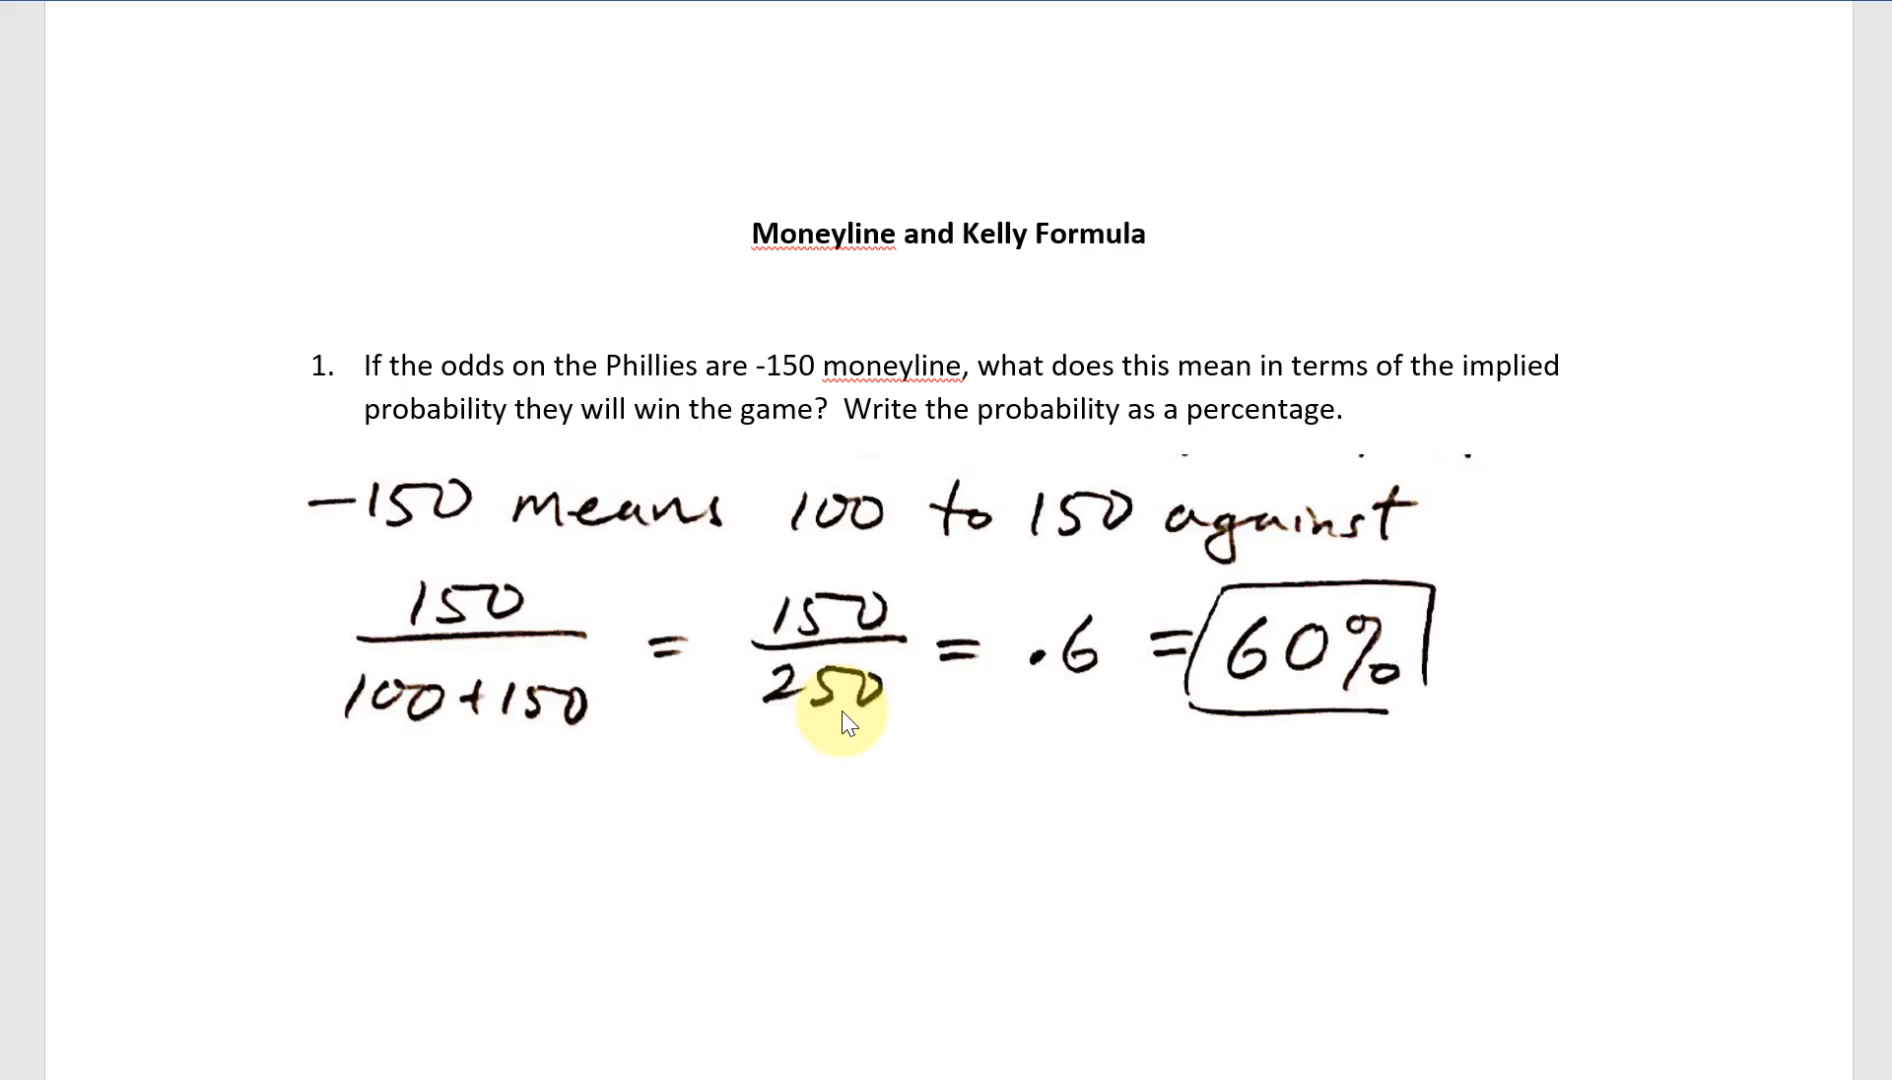 Moneyline and Kelly Formula
1. If the odds on the Phillies are -150 moneyline, what does this mean in terms of the implied
probability they will win the game? Write the probability as a percentage.
-150 means 100 to 150 against
150 / 100+150 = 150 / 250 = .6 = 60%